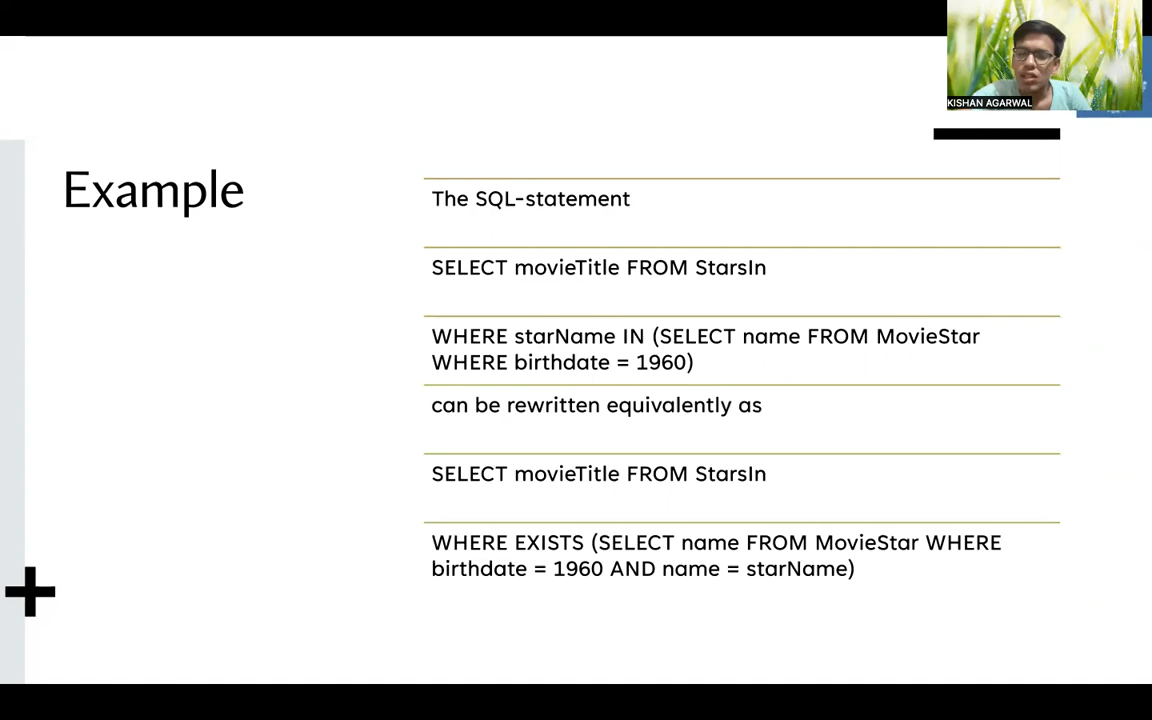 KISHAN AGARWAL
Example
The SQL-statement
SELECT movieTitle FROM StarsIn
WHERE starName IN (SELECT name FROM MovieStar
WHERE birthdate = 1960)
can be rewritten equivalently as
SELECT movieTitle FROM StarsIn
WHERE EXISTS (SELECT name FROM MovieStar WHERE
birthdate = 1960 AND name = starName)